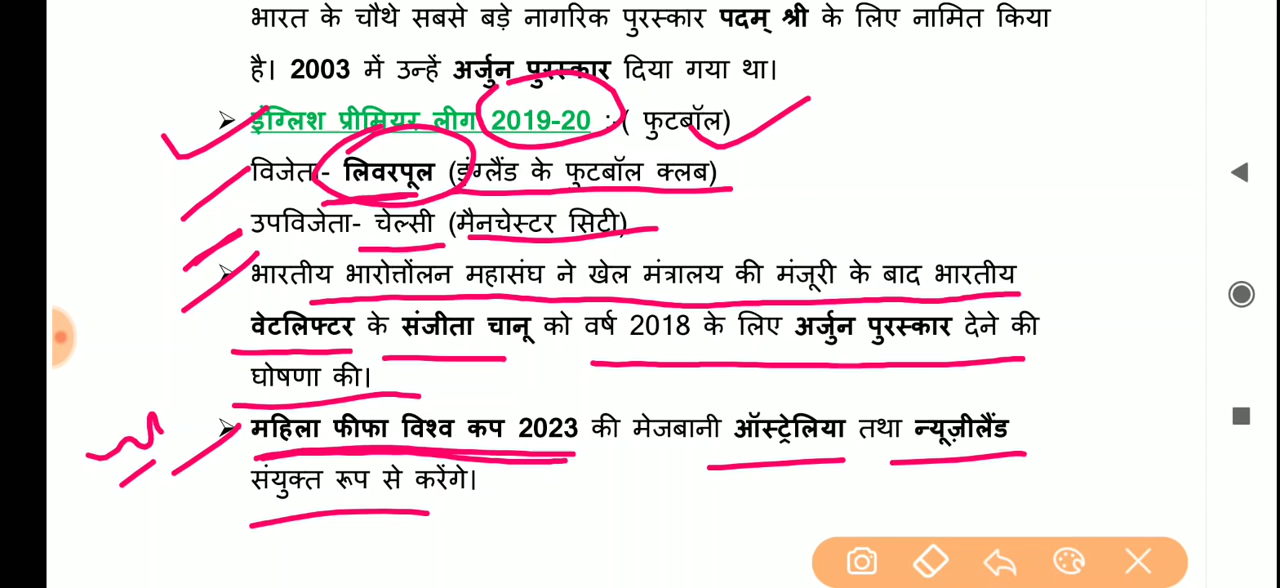 भारत के चौथे सबसे बड़े नागरिक पुरस्कार पदम् श्री के लिए नामित किया
है। 2003 में उन्हें अर्जुन पुरस्कार दिया गया था।
➢ इंग्लिश प्रीमियर लीग 2019-20 :-( फुटबॉल)
विजेता- लिवरपूल (इंग्लैंड के फुटबॉल क्लब)
उपविजेता- चेल्सी (मैनचेस्टर सिटी)
➢ भारतीय भारोत्तोंलन महासंघ ने खेल मंत्रालय की मंजूरी के बाद भारतीय
वेटलिफ्टर के संजीता चानू को वर्ष 2018 के लिए अर्जुन पुरस्कार देने की
घोषणा की।
➢ महिला फीफा विश्व कप 2023 की मेजबानी ऑस्ट्रेलिया तथा न्यूज़ीलैंड
संयुक्त रूप से करेंगे।